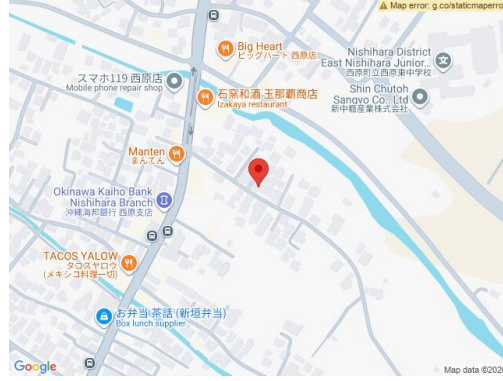 Map error: g.co/staticmaperro
Big Heart
ビッグハート 西原店
Nishihara District
East Nishihara Junior...
西原町立西原東中学校
スマホ119 西原店
Mobile phone repair shop
石窯和酒 玉那覇商店
Izakaya restaurant
Shin Chutoh
Sangyo Co., Ltd
新中糖産業株式会社
Manten
まんてん
Okinawa Kaiho Bank
Nishihara Branch
沖縄海邦銀行 西原支店
TACOS YALOW
タコスヤロウ
(メキシコ料理一切)
お弁当 茶話 (新垣弁当)
Box lunch supplier
Google
Map data ©202